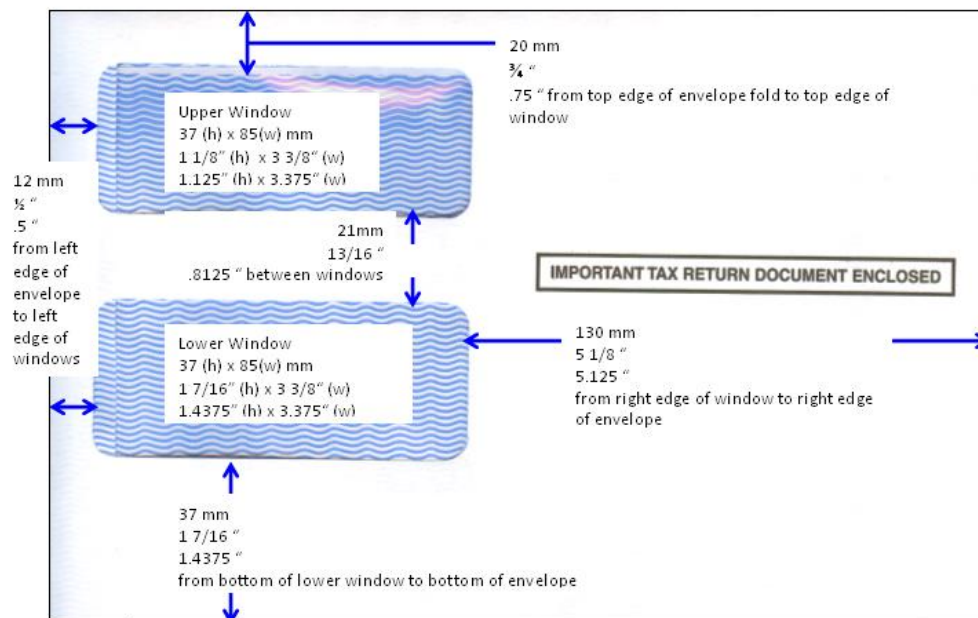 20 mm
¾ “
.75 “ from top edge of envelope fold to top edge of
window
Upper Window
37 (h) x 85(w) mm
1 1/8” (h)  x 3 3/8” (w)
1.125” (h) x 3.375” (w)
12 mm
½ “
.5 “
from left
edge of
envelope
to left
edge of
windows
21mm
13/16 “
.8125 “ between windows
IMPORTANT TAX RETURN DOCUMENT ENCLOSED
Lower Window
37 (h) x 85(w) mm
1 7/16” (h) x 3 3/8” (w)
1.4375” (h) x 3.375” (w)
130 mm
5 1/8 “
5.125 “
from right edge of window to right edge
of envelope
37 mm
1 7/16 “
1.4375 “
from bottom of lower window to bottom of envelope